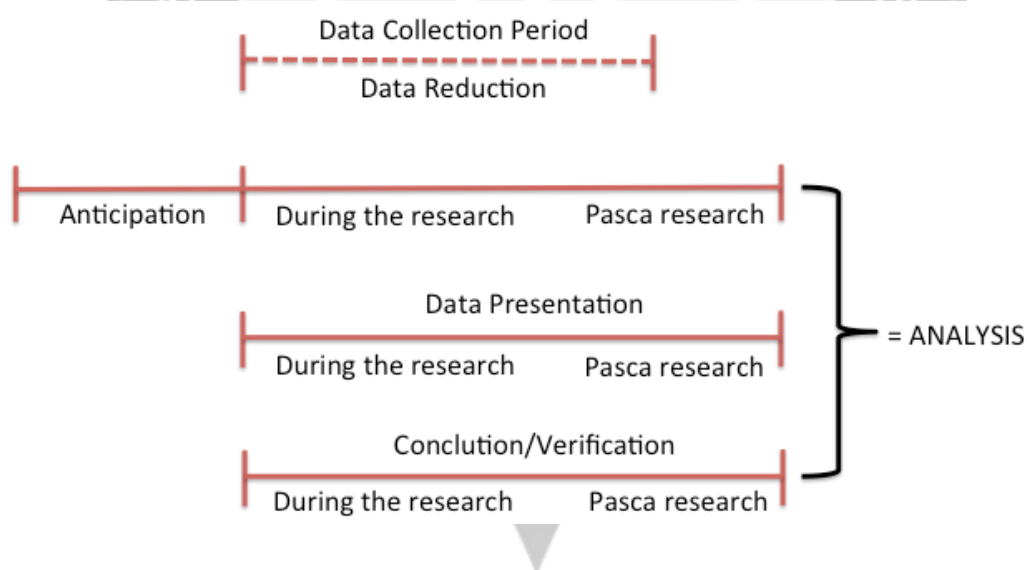 Data Collection Period
Data Reduction
Anticipation
During the research
Pasca research
Data Presentation
During the research
Pasca research
= ANALYSIS
Conclution/Verification
During the research
Pasca research